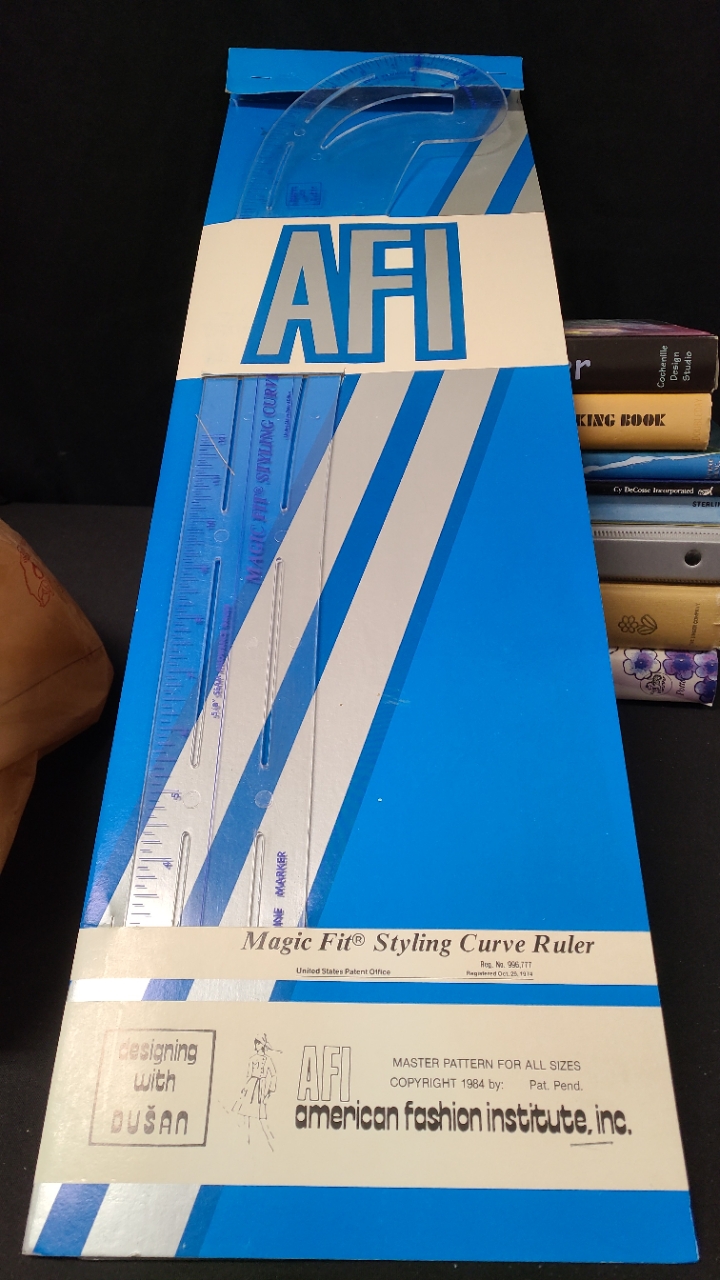 AFI
MAGIC FIT® STYLING CURVE
MARKER
Magic Fit® Styling Curve Ruler
United States Patent Office
Reg. No. 996,777
Registered Oct. 29, 1974
designing
with
DUŠAN
AFI
MASTER PATTERN FOR ALL SIZES
COPYRIGHT 1984 by: Pat. Pend.
american fashion institute, inc.
Cochenille
Design
Studio
KING BOOK
Cy DeCosse Incorporated